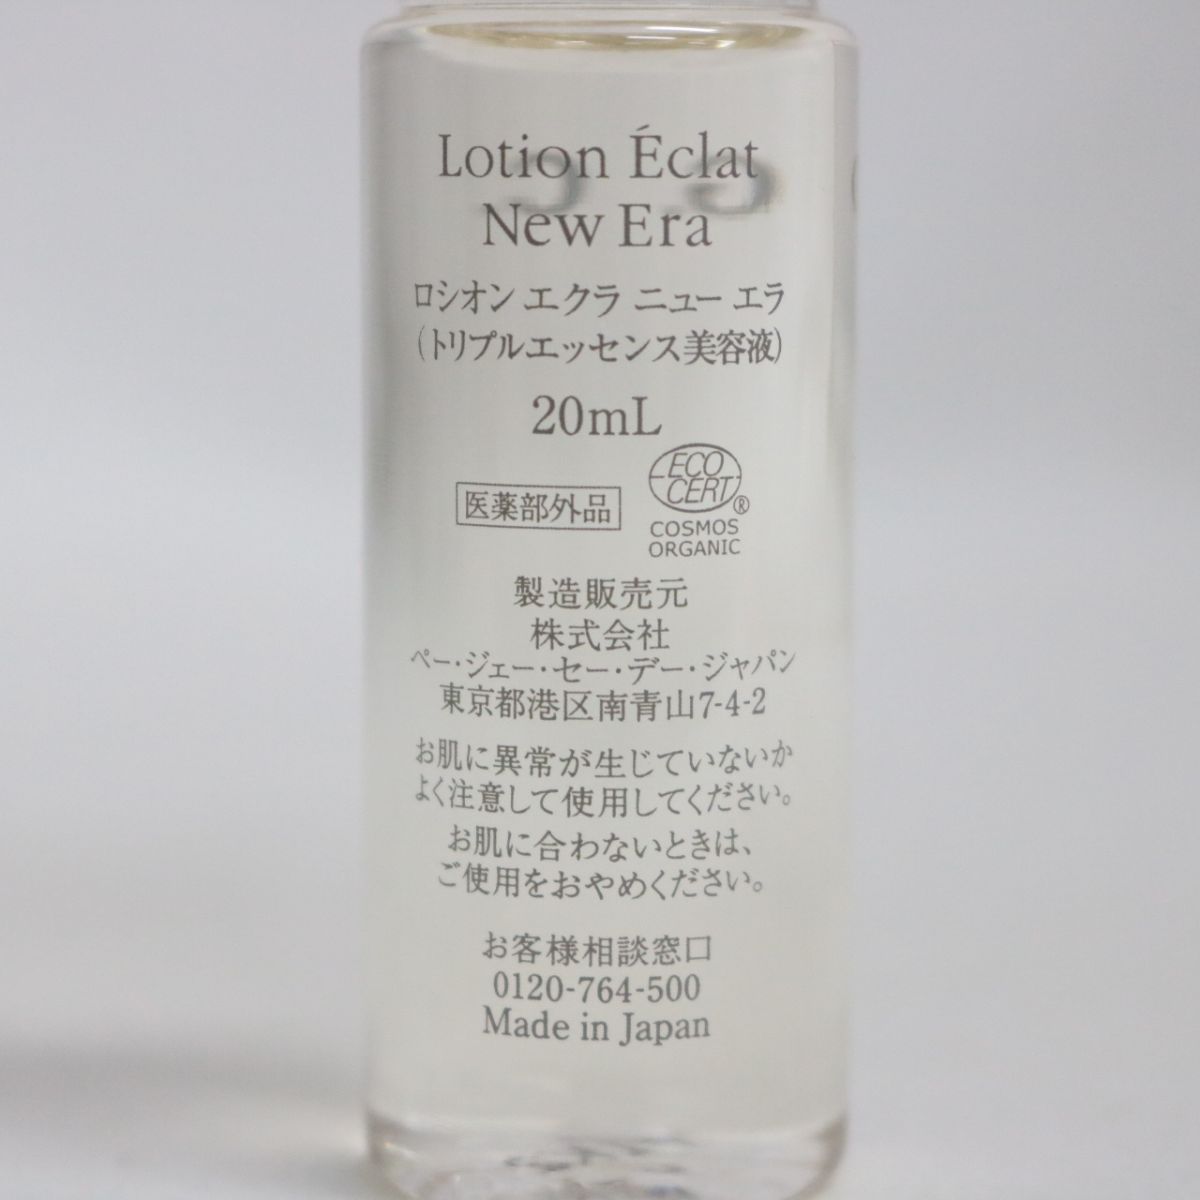 Lotion Éclat
New Era
ロシオン エクラ ニュー エラ
(トリプルエッセンス美容液)
20mL
医薬部外品
ECO
CERT®
COSMOS
ORGANIC
製造販売元
株式会社
ペー・ジェー・セー・デー・ジャパン
東京都港区南青山7-4-2
お肌に異常が生じていないか
よく注意して使用してください。
お肌に合わないときは、
ご使用をおやめください。
お客様相談窓口
0120-764-500
Made in Japan